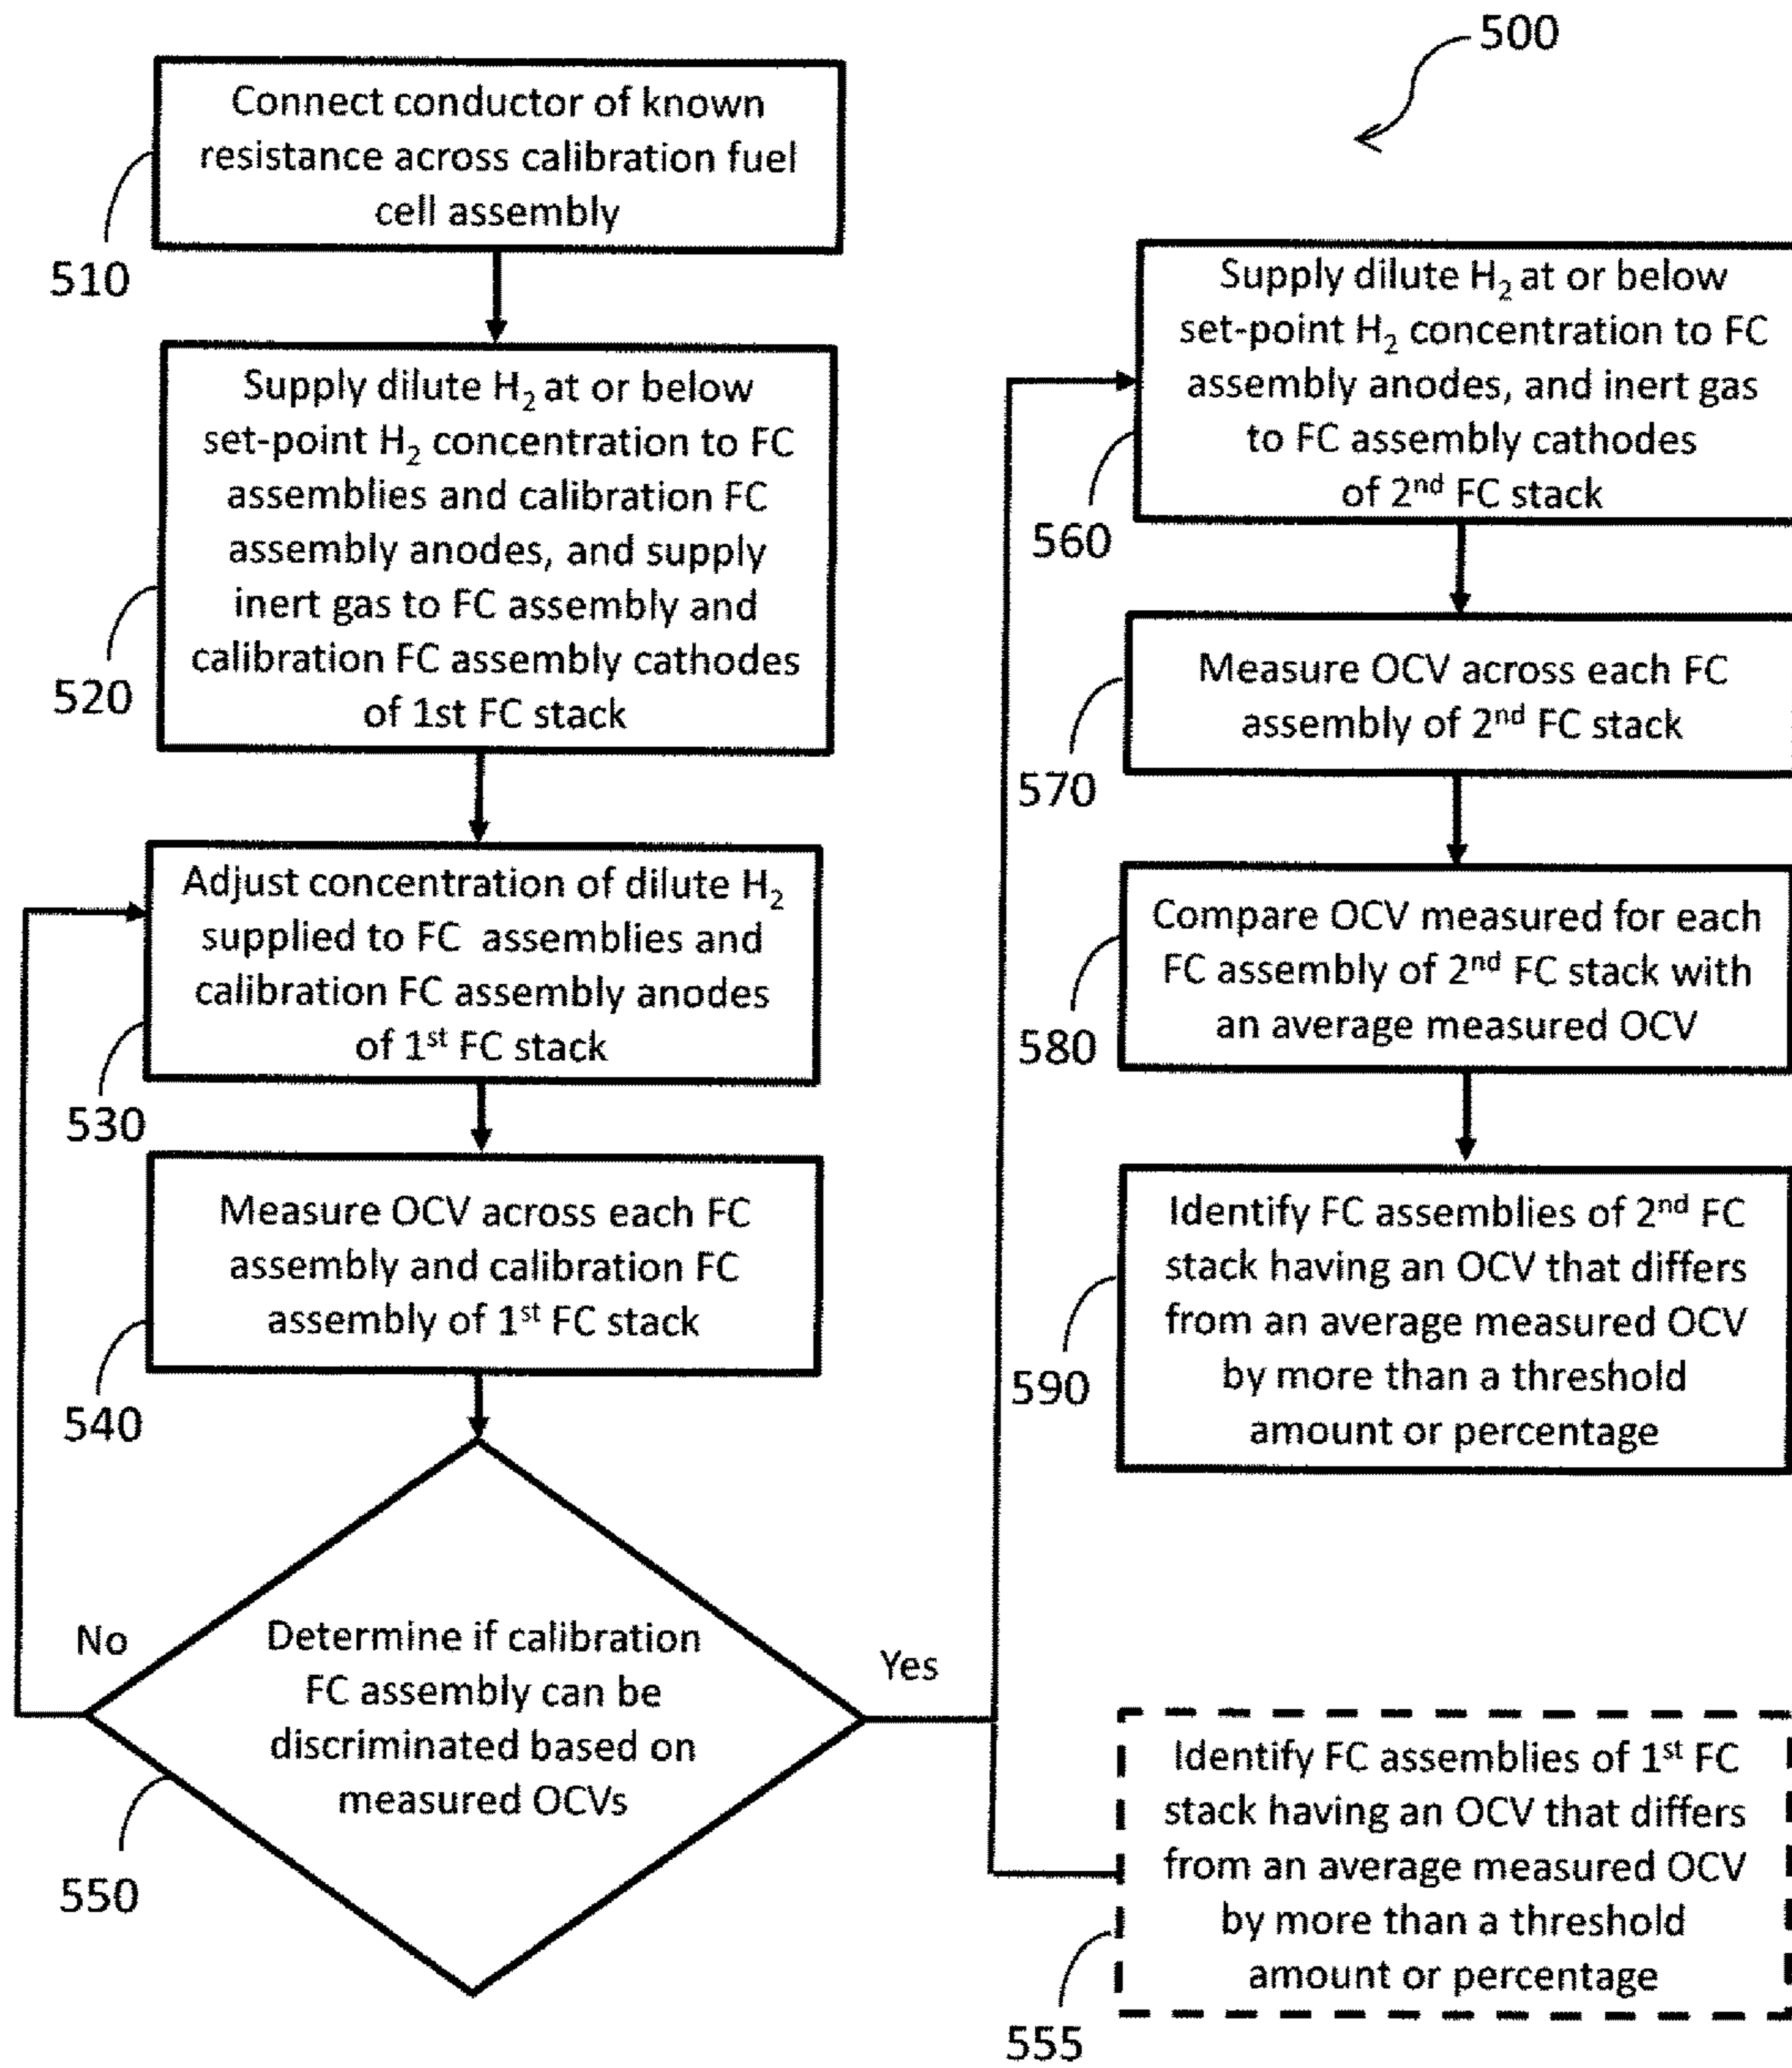 500
Connect conductor of known
resistance across calibration fuel
cell assembly
510
Supply dilute H₂ at or below
set-point H₂ concentration to FC
assemblies and calibration FC
assembly anodes, and supply
inert gas to FC assembly and
calibration FC assembly cathodes
of 1st FC stack
520
Adjust concentration of dilute H₂
supplied to FC assemblies and
calibration FC assembly anodes
of 1ˢᵗ FC stack
530
Measure OCV across each FC
assembly and calibration FC
assembly of 1ˢᵗ FC stack
540
No
Determine if calibration
FC assembly can be
discriminated based on
measured OCVs
Yes
550
Supply dilute H₂ at or below
set-point H₂ concentration to FC
assembly anodes, and inert gas
to FC assembly cathodes
of 2ⁿᵈ FC stack
560
Measure OCV across each FC
assembly of 2ⁿᵈ FC stack
570
Compare OCV measured for each
FC assembly of 2ⁿᵈ FC stack with
an average measured OCV
580
Identify FC assemblies of 2ⁿᵈ FC
stack having an OCV that differs
from an average measured OCV
by more than a threshold
amount or percentage
590
Identify FC assemblies of 1ˢᵗ FC
stack having an OCV that differs
from an average measured OCV
by more than a threshold
amount or percentage
555